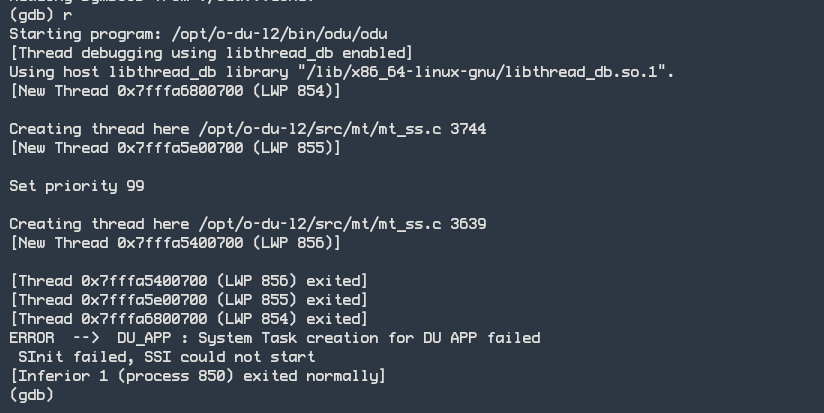 (gdb) r
Starting program: /opt/o-du-l2/bin/odu/odu
[Thread debugging using libthread_db enabled]
Using host libthread_db library "/lib/x86_64-linux-gnu/libthread_db.so.1".
[New Thread 0x7fffa6800700 (LWP 854)]
Creating thread here /opt/o-du-l2/src/mt/mt_ss.c 3744
[New Thread 0x7fffa5e00700 (LWP 855)]
Set priority 99
Creating thread here /opt/o-du-l2/src/mt/mt_ss.c 3639
[New Thread 0x7fffa5400700 (LWP 856)]
[Thread 0x7fffa5400700 (LWP 856) exited]
[Thread 0x7fffa5e00700 (LWP 855) exited]
[Thread 0x7fffa6800700 (LWP 854) exited]
ERROR  -->  DU_APP : System Task creation for DU APP failed
 SInit failed, SSI could not start
[Inferior 1 (process 850) exited normally]
(gdb)